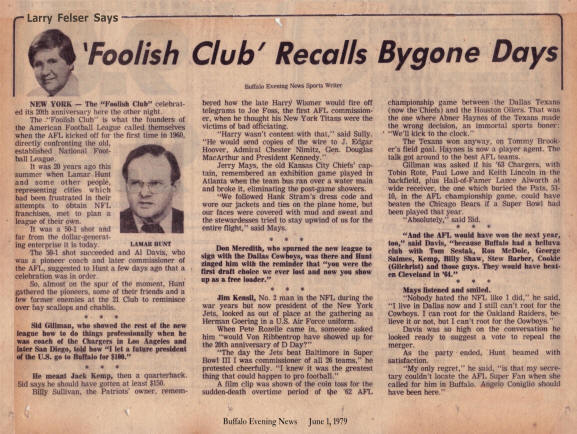 Larry Felser Says
'Foolish Club' Recalls Bygone Days
Buffalo Evening News Sports Writer
NEW YORK — The "Foolish Club" celebrat-
ed its 20th anniversary here the other night.
The "Foolish Club" is what the founders of
the American Football League called themselves
when the AFL kicked off for the first time in 1960,
directly confronting the old,
established National Foot-
ball League.
It was 20 years ago this
summer when Lamar Hunt
and some other people,
representing cities which
had been frustrated in their
attempts to obtain NFL
franchises, met to plan a
league of their own.
It was a 50-1 shot and
far from the dollar-generat-
ing enterprise it is today.
LAMAR HUNT
The 50-1 shot succeeded and Al Davis, who
was a pioneer coach and later commissioner of
the AFL, suggested to Hunt a few days ago that a
celebration was in order.
So, almost on the spur of the moment, Hunt
gathered the pioneers, some of their friends and a
few former enemies at the 21 Club to reminisce
over bay scallops and chablis.
* * *
Sid Gillman, who showed the rest of the new
league how to do things professionally when he
was coach of the Chargers in Los Angeles and
later San Diego, told how "I let a future president
of the U.S. go to Buffalo for $100."
* * *
He meant Jack Kemp, then a quarterback.
Sid says he should have gotten at least $150.
Billy Sullivan, the Patriots' owner, remem-
bered how the late Harry Wismer would fire off
telegrams to Joe Foss, the first AFL commission-
er, when he thought his New York Titans were the
victims of bad officiating.
"Harry wasn't content with that," said Sully.
"He would send copies of the wire to J. Edgar
Hoover, Admiral Chester Nimitz, Gen. Douglas
MacArthur and President Kennedy."
Jerry Mays, the old Kansas City Chiefs' cap-
tain, remembered an exhibition game played in
Atlanta when the team bus ran over a water main
and broke it, eliminating the post-game showers.
"We followed Hank Stram's dress code and
wore our jackets and ties on the plane home, but
our faces were covered with mud and sweat and
the stewardesses tried to stay upwind of us for the
entire flight," said Mays.
* * *
Don Meredith, who spurned the new league to
sign with the Dallas Cowboys, was there and Hunt
zinged him with the reminder that "you were the
first draft choice we ever lost and now you show
up as a free loader."
* * *
Jim Kensil, No. 2 man in the NFL during the
war years but now president of the New York
Jets, looked as out of place at the gathering as
Herman Goering in a U.S. Air Force uniform.
When Pete Rozelle came in, someone asked
him "would Von Ribbentrop have showed up for
the 20th anniversary of D Day?"
"The day the Jets beat Baltimore in Super
Bowl III I was commissioner of all 26 teams," he
protested cheerfully. "I knew it was the greatest
thing that could happen to pro football."
A film clip was shown of the coin toss for the
sudden-death overtime period of the '62 AFL
championship game between the Dallas Texans
(now the Chiefs) and the Houston Oilers. That was
the one where Abner Haynes of the Texans made
the wrong decision, an immortal sports boner:
"We'll kick to the clock."
The Texans won anyway, on Tommy Brook-
er's field goal. Haynes is now a player agent. The
talk got around to the best AFL teams.
Gillman was asked if his '63 Chargers, with
Tobin Rote, Paul Lowe and Keith Lincoln in the
backfield, plus Hall-of Famer Lance Alworth at
wide receiver, the one which buried the Pats, 51-
10, in the AFL championship game, could have
beaten the Chicago Bears if a Super Bowl had
been played that year.
"Absolutely," said Sid.
* * *
"And the AFL would have won the next year,
too," said Davis, "because Buffalo had a helluva
club with Tom Sestak, Ron McDole, George
Saimes, Kemp, Billy Shaw, Stew Barber, Cookie
(Gilchrist) and those guys. They would have beat-
en Cleveland in '64."
* * *
Mays listened and smiled.
"Nobody hated the NFL like I did," he said,
"I live in Dallas now and I still can't root for the
Cowboys. I can root for the Oakland Raiders, be-
lieve it or not, but I can't root for the Cowboys."
Davis was so high on the conversation he
looked ready to suggest a vote to repeal the
merger.
As the party ended, Hunt beamed with
satisfaction.
"My only regret," he said, "is that my secre-
tary couldn't locate the AFL Super Fan when she
called for him in Buffalo. Angelo Coniglio should
have been here."
Buffalo Evening News June 1, 1979